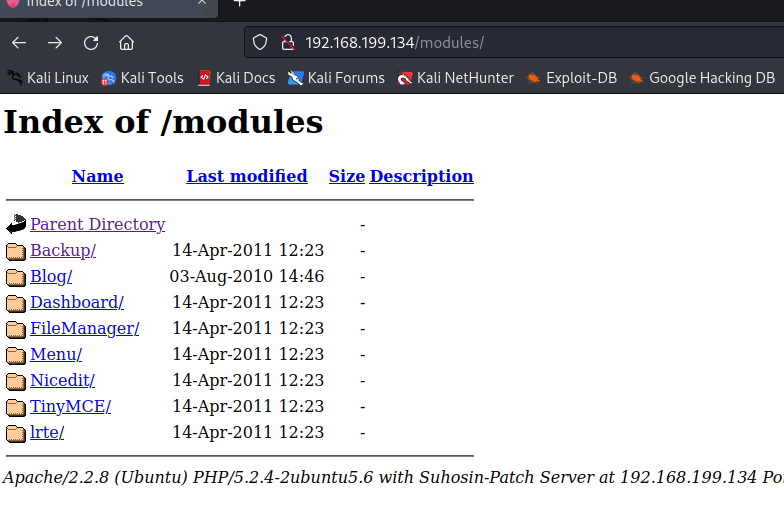 Index of /modules × +
192.168.199.134/modules/
Kali Linux Kali Tools Kali Docs Kali Forums Kali NetHunter Exploit-DB Google Hacking DB
Index of /modules
Name Last modified Size Description
Parent Directory -
Backup/ 14-Apr-2011 12:23 -
Blog/ 03-Aug-2010 14:46 -
Dashboard/ 14-Apr-2011 12:23 -
FileManager/ 14-Apr-2011 12:23 -
Menu/ 14-Apr-2011 12:23 -
Nicedit/ 14-Apr-2011 12:23 -
TinyMCE/ 14-Apr-2011 12:23 -
lrte/ 14-Apr-2011 12:23 -
Apache/2.2.8 (Ubuntu) PHP/5.2.4-2ubuntu5.6 with Suhosin-Patch Server at 192.168.199.134 Po